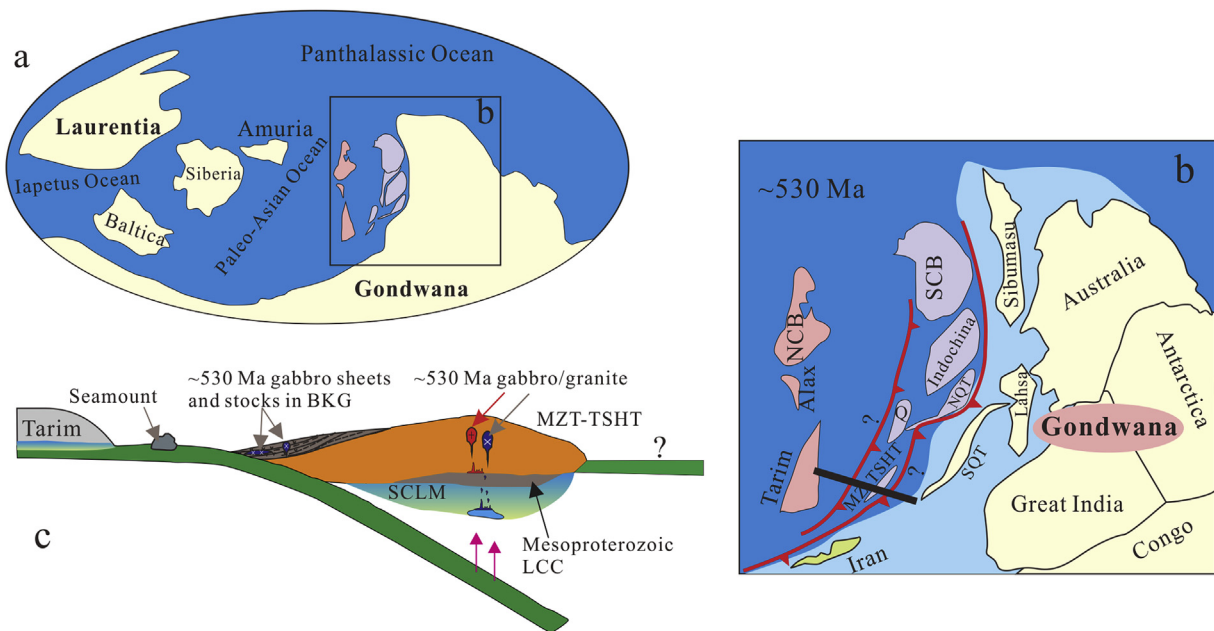 a
Panthalassic Ocean
b
Laurentia
Amuria
Siberia
Iapetus Ocean
Baltica
Paleo-Asian Ocean
Gondwana
b
~530 Ma
SCB
Sibumasu
Australia
NCB
Indochina
Antarctica
Alax
NQT
Lahsa
Q
?
Gondwana
Tarim
MZ-TSHT
?
SQT
Great India
Iran
Congo
~530 Ma gabbro sheets
and stocks in BKG
~530 Ma gabbro/granite
Seamount
MZT-TSHT
Tarim
?
SCLM
c
Mesoproterozoic
LCC